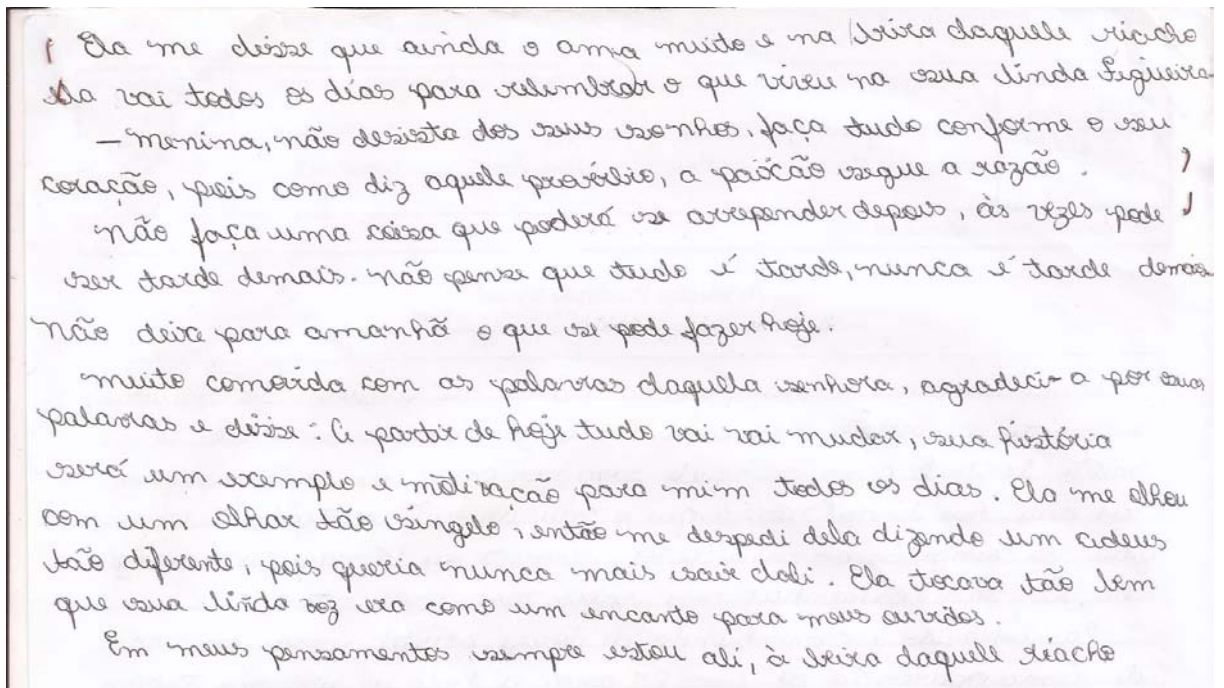 Ela me disse que ainda o ama muito e na beira daquele riacho
ela vai todos os dias para relembrar o que viveu na sua linda Figueira
– Menina, não desista dos seus sonhos, faça tudo conforme o seu
coração, pois como diz aquele provérbio, a paixão segue a razão.
Não faça uma coisa que poderá se arrepender depois, às vezes pode
ser tarde demais. Não pense que tudo é tarde, nunca é tarde demais
Não deixe para amanhã o que se pode fazer hoje.
Muito comovida com as palavras daquella senhora, agradeci-a por suas
palavras e disse: A partir de hoje tudo vai vai mudar, sua história
será um exemplo e motivação para mim todos os dias. Ela me olhou
com um olhar tão singelo, então me despedi dela dizendo um adeus
tão diferente, pois queria nunca mais sair dali. Ela tocava tão bem
que sua linda voz era como um encanto para meus ouvidos.
Em meus pensamentos sempre estou ali, à beira daquele riacho